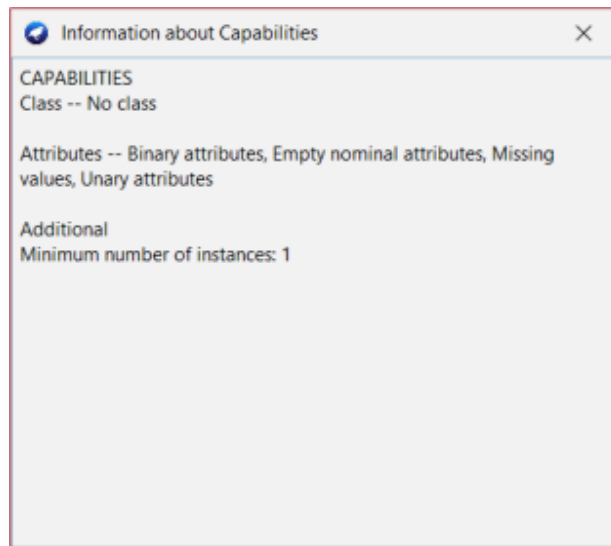 Information about Capabilities
CAPABILITIES
Class -- No class
Attributes -- Binary attributes, Empty nominal attributes, Missing
values, Unary attributes
Additional
Minimum number of instances: 1